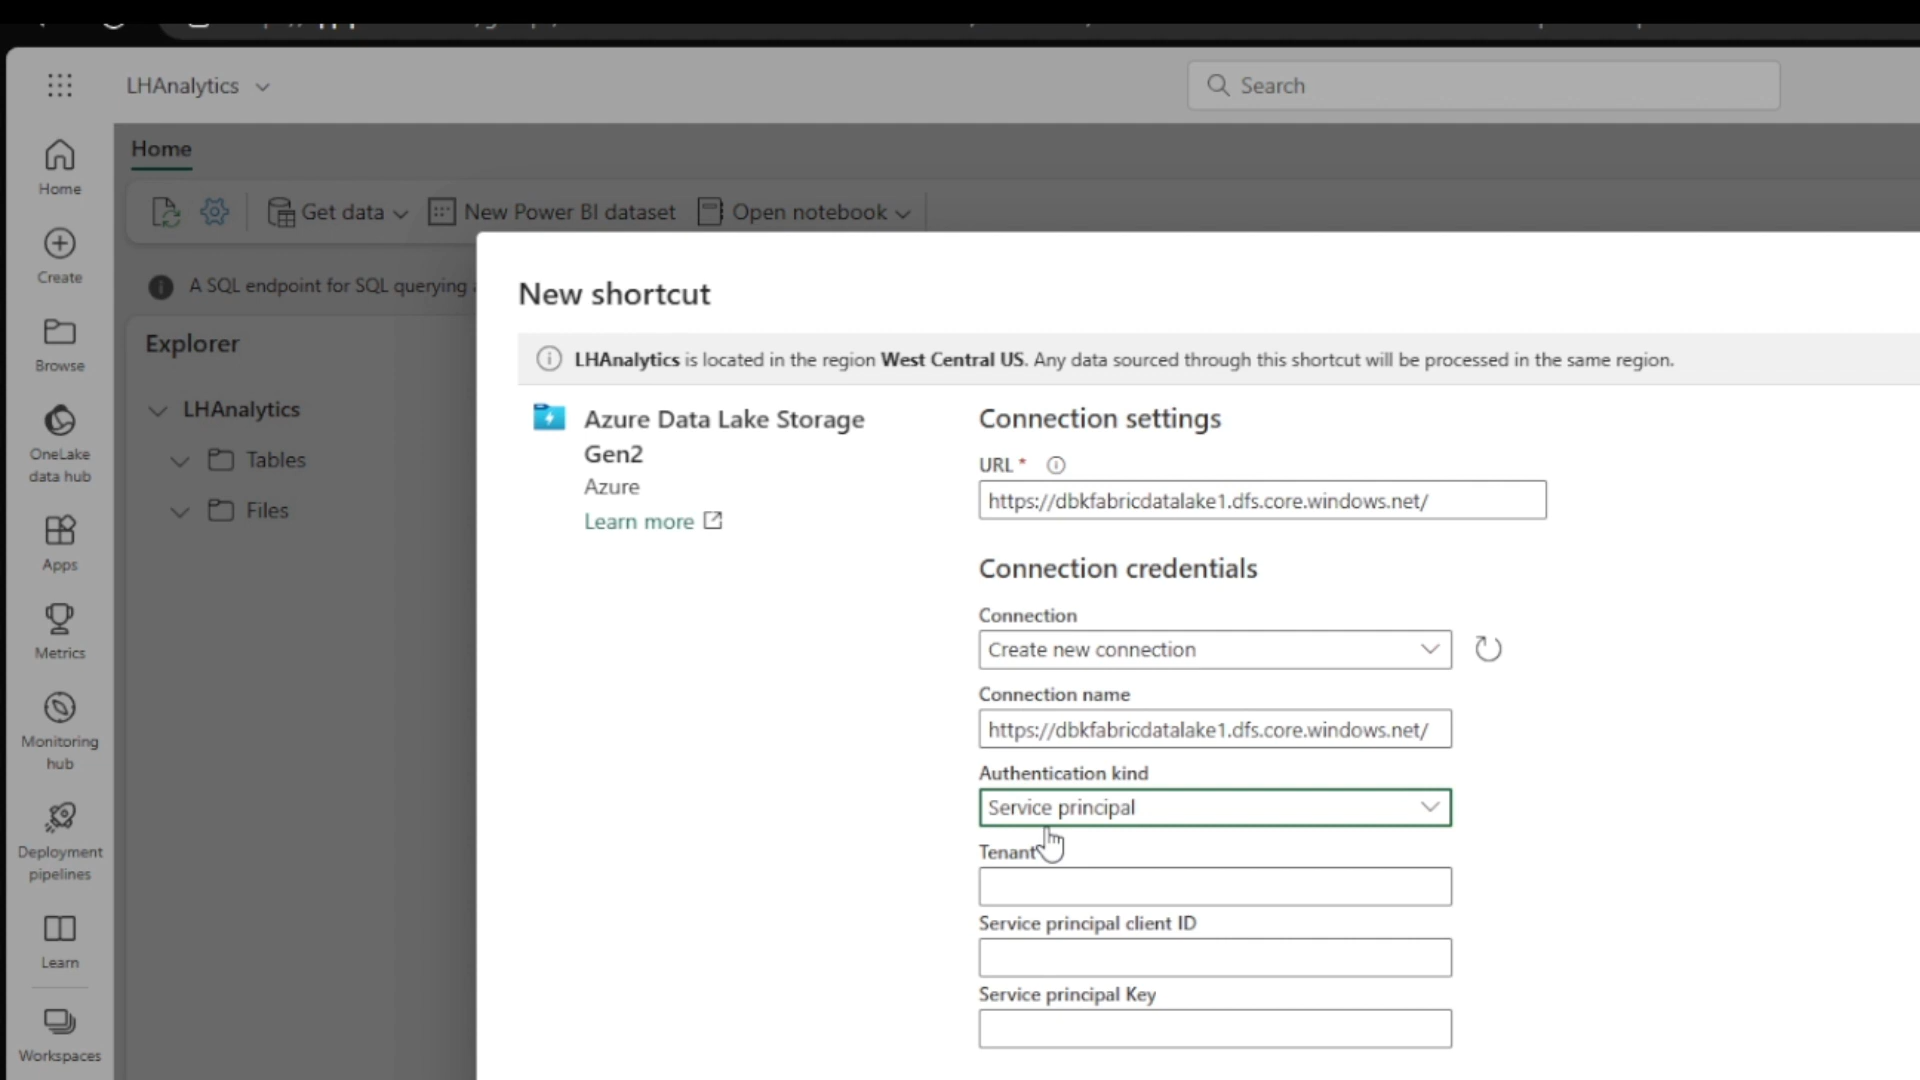 LHAnalytics
Search
Home
Home
Get data
New Power BI dataset
Open notebook
Create
A SQL endpoint for SQL querying
New shortcut
Explorer
LHAnalytics is located in the region West Central US. Any data sourced through this shortcut will be processed in the same region.
Browse
LHAnalytics
Azure Data Lake Storage
Gen2
Azure
Learn more
Connection settings
URL *
https://dbkfabricdatalake1.dfs.core.windows.net/
OneLake
data hub
Tables
Files
Apps
Connection credentials
Connection
Create new connection
Metrics
Connection name
https://dbkfabricdatalake1.dfs.core.windows.net/
Monitoring
hub
Authentication kind
Service principal
Deployment
pipelines
Tenant
Service principal client ID
Learn
Service principal Key
Workspaces